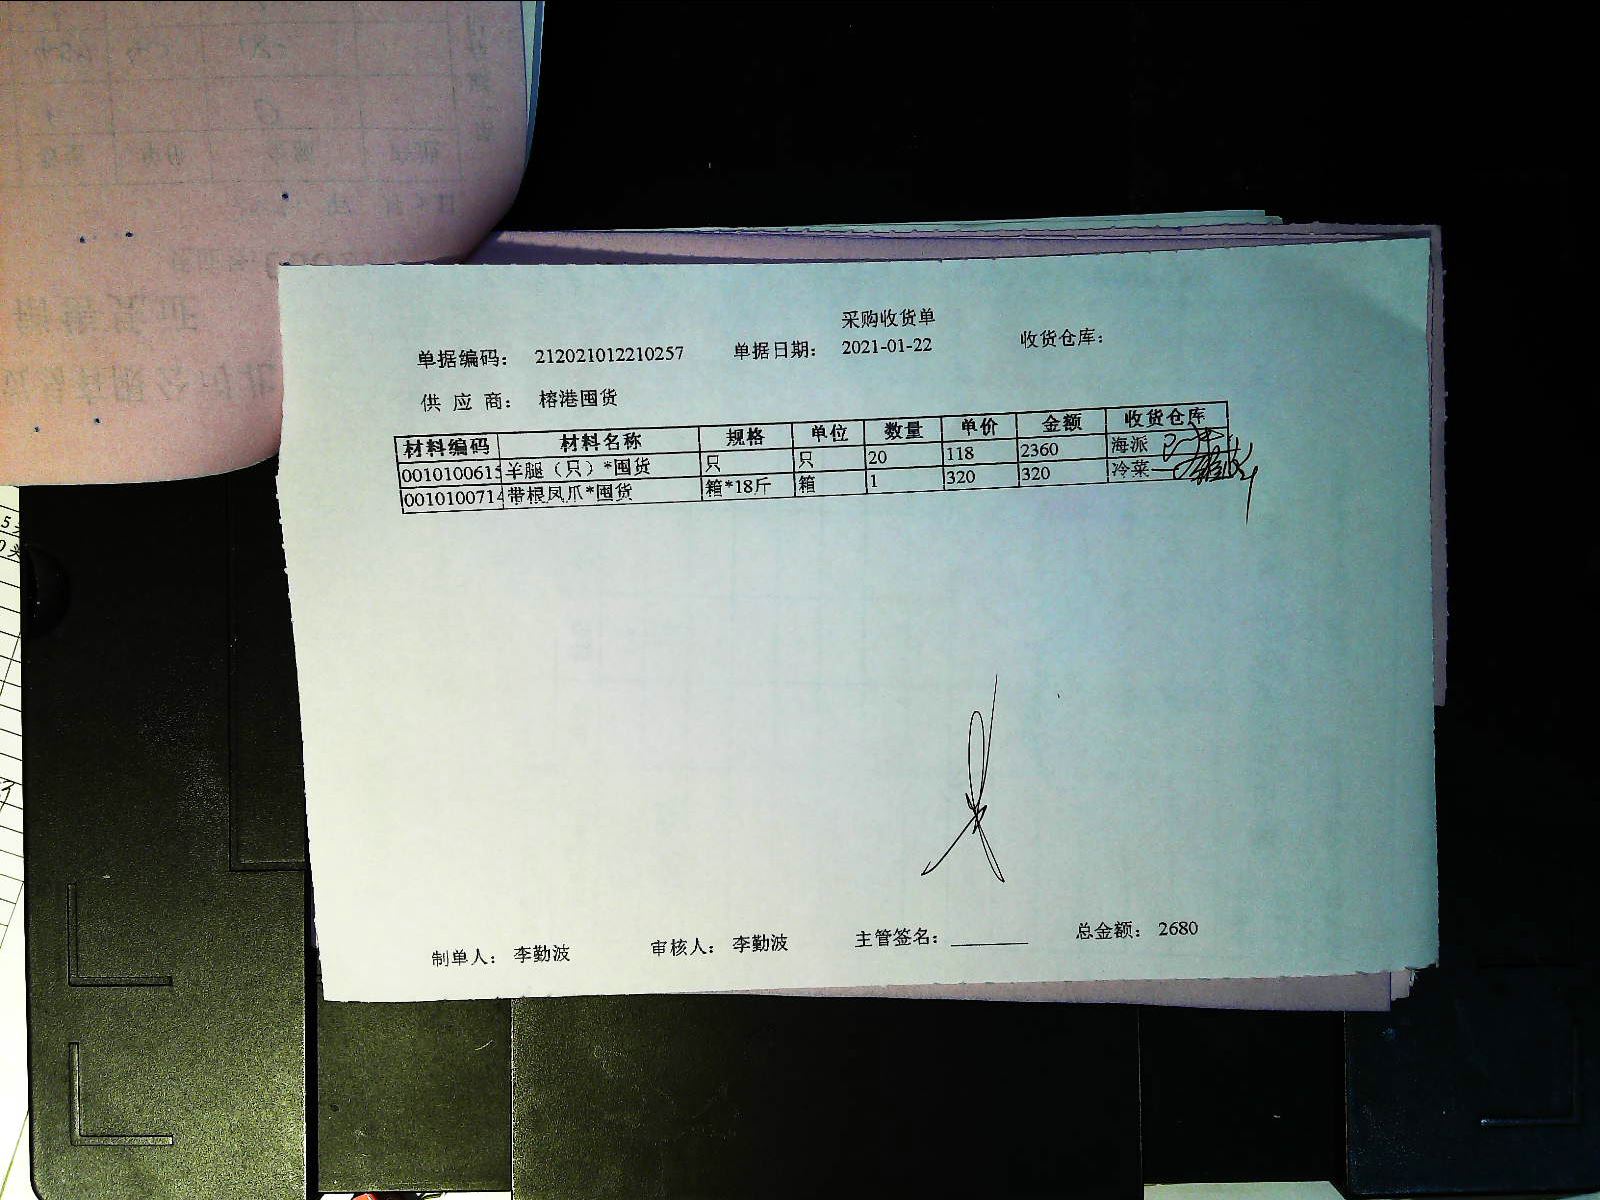 采购收货单
单据编码： 212021012210257 单据日期： 2021-01-22 收货仓库：
供 应 商： 榕港囤货
材料编码 材料名称 规格 单位 数量 单价 金额 收货仓库
0010100615 羊腿（只）*囤货 只 只 20 118 2360 海派
0010100714 带根凤爪*囤货 箱*18斤 箱 1 320 320 冷菜
制单人： 李勤波 审核人： 李勤波 主管签名： 总金额： 2680